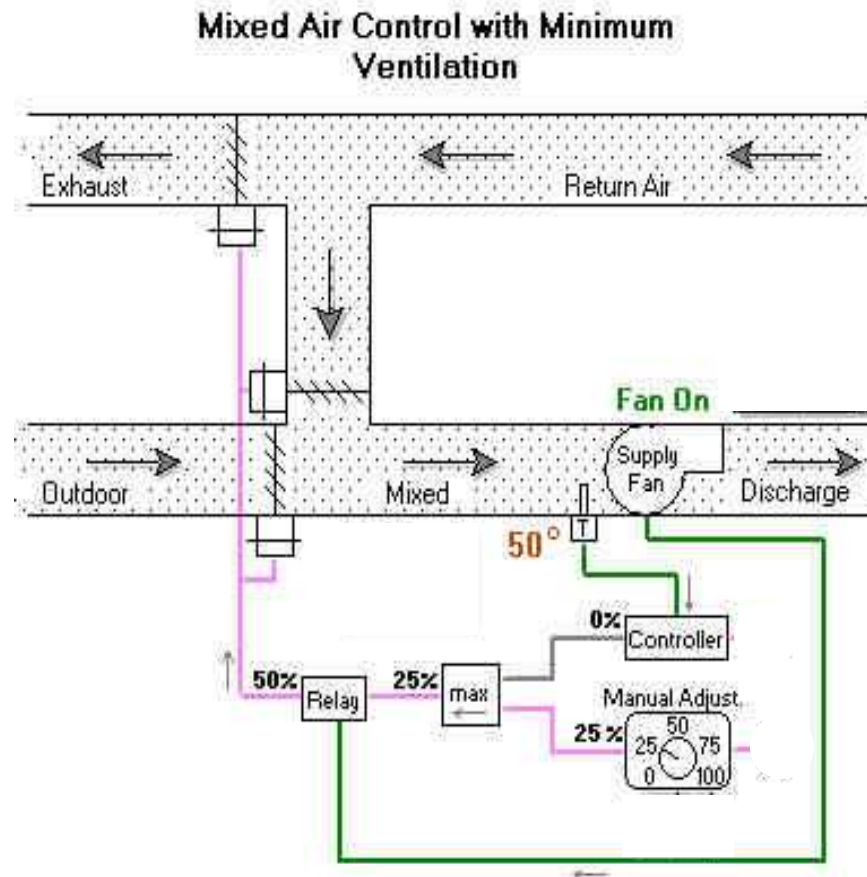 Mixed Air Control with Minimum
Ventilation
Exhaust
Return Air
Fan On
Supply
Fan
Outdoor
Mixed
Discharge
T
50°
0%
Controller
50%
Relay
25%
max
Manual Adjust.
25 %
50
25
75
0
100